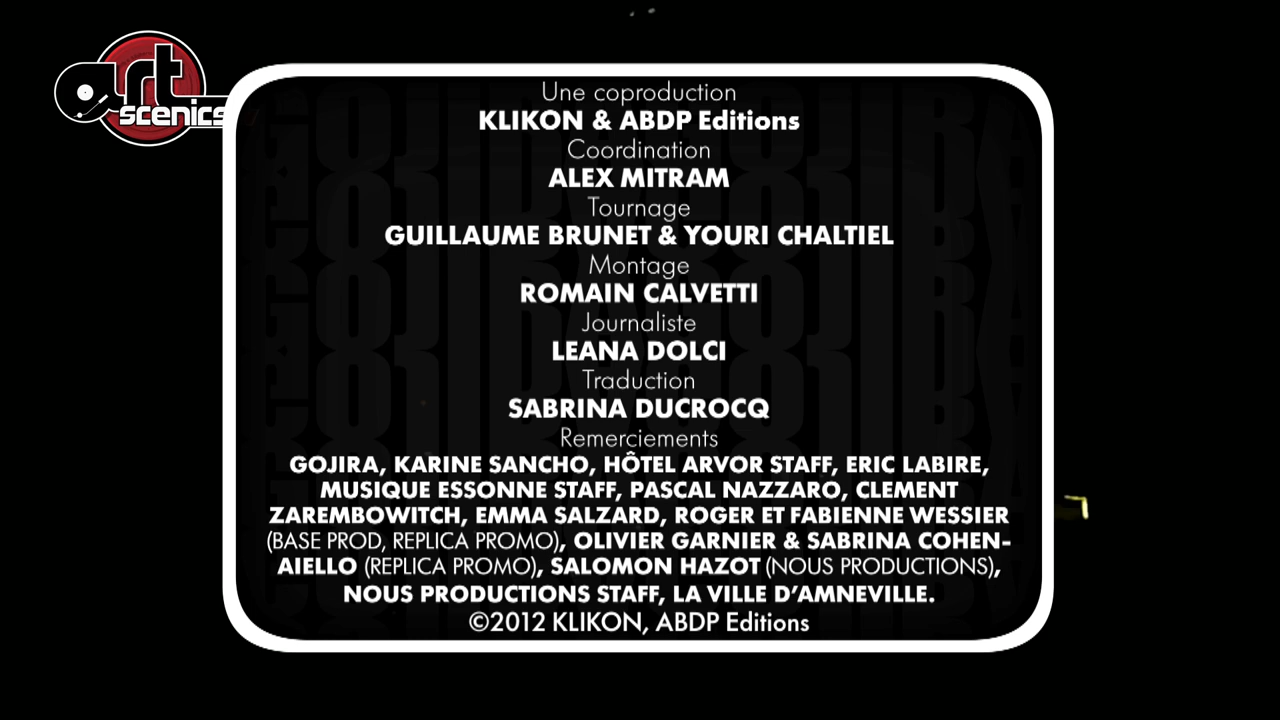 art
scenics
Une coproduction
KLIKON & ABDP Editions
Coordination
ALEX MITRAM
Tournage
GUILLAUME BRUNET & YOURI CHALTIEL
Montage
ROMAIN CALVETTI
Journaliste
LEANA DOLCI
Traduction
SABRINA DUCROCQ
Remerciements
GOJIRA, KARINE SANCHO, HÔTEL ARVOR STAFF, ERIC LABIRE,
MUSIQUE ESSONNE STAFF, PASCAL NAZZARO, CLEMENT
ZAREMBOWITCH, EMMA SALZARD, ROGER ET FABIENNE WESSIER
(BASE PROD, REPLICA PROMO), OLIVIER GARNIER & SABRINA COHEN-
AIELLO (REPLICA PROMO), SALOMON HAZOT (NOUS PRODUCTIONS),
NOUS PRODUCTIONS STAFF, LA VILLE D'AMNEVILLE.
©2012 KLIKON, ABDP Editions